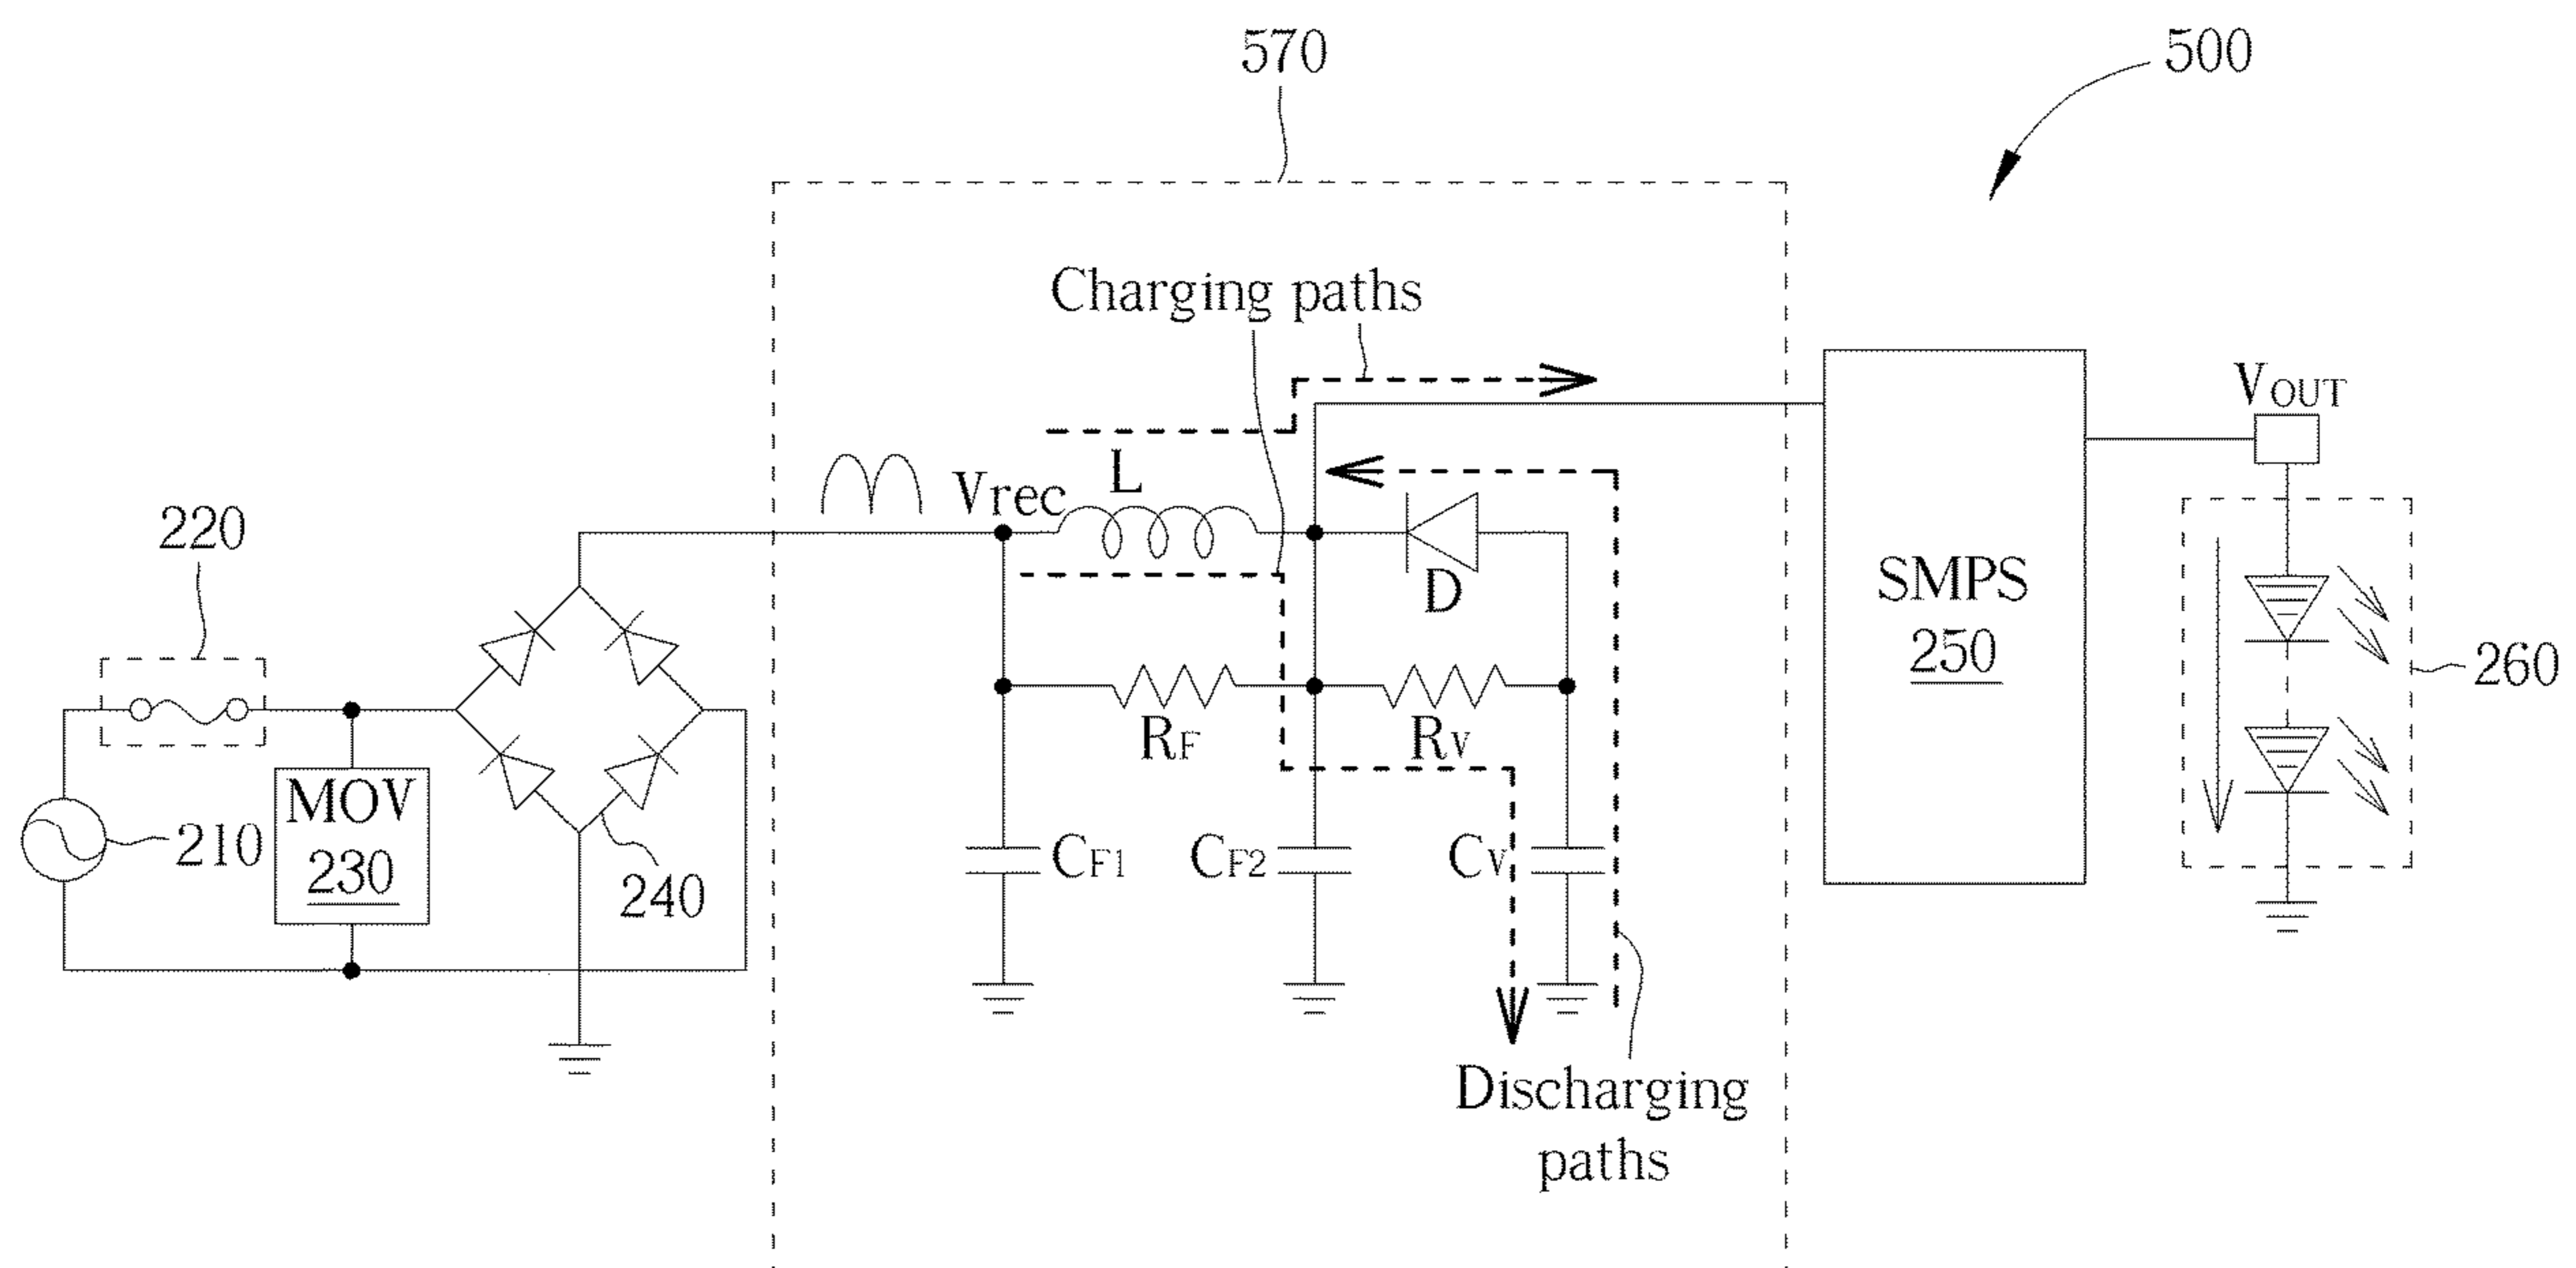 570
500
Charging paths
VOUT
Vrec
L
220
D
SMPS
250
260
RF
RV
MOV
230
210
CF1
CF2
CV
240
Discharging
paths